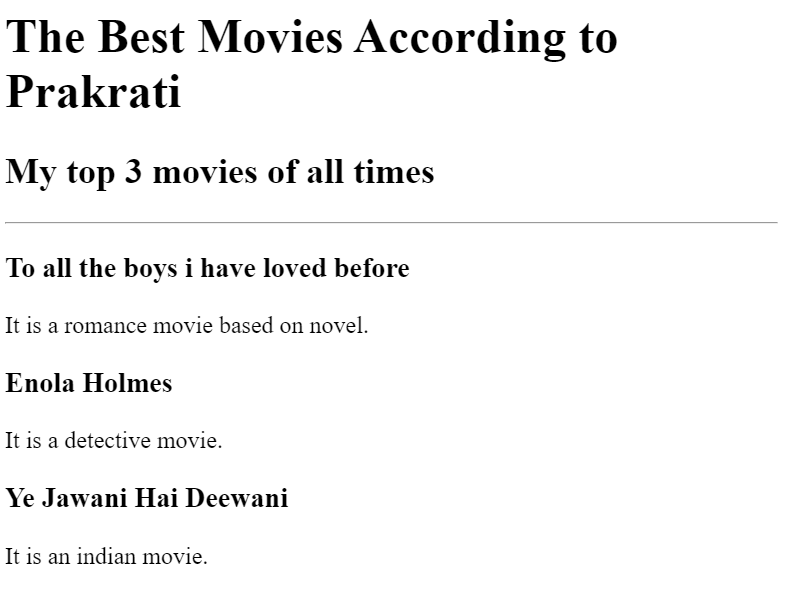 The Best Movies According to
Prakrati
My top 3 movies of all times
To all the boys i have loved before
It is a romance movie based on novel.
Enola Holmes
It is a detective movie.
Ye Jawani Hai Deewani
It is an indian movie.